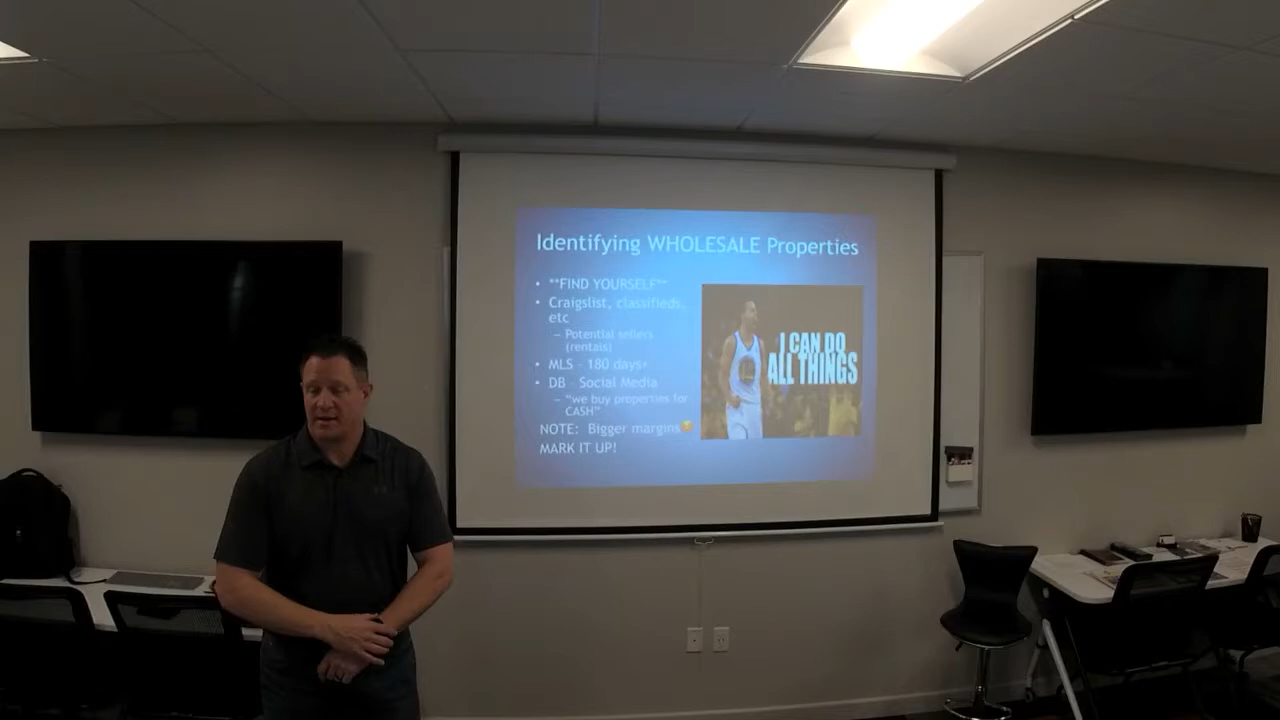 Identifying WHOLESALE Properties
• **FIND YOURSELF**
• Craigslist, classifieds,
etc
– Potential sellers
(rentals)
• MLS – 180 days+
• DB – Social Media
– "we buy properties for
CASH"
NOTE: Bigger margins
MARK IT UP!
I CAN DO
ALL THINGS